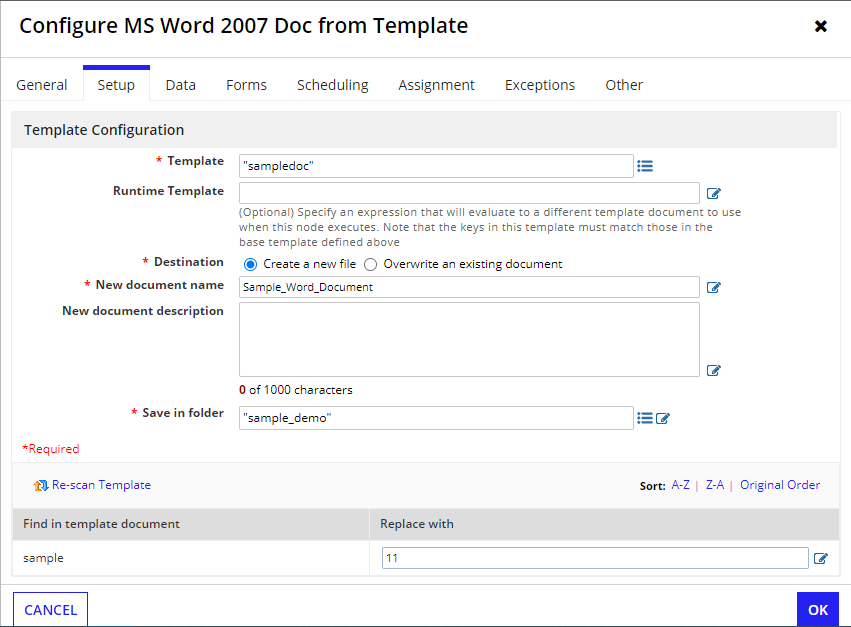 Configure MS Word 2007 Doc from Template
General Setup Data Forms Scheduling Assignment Exceptions Other
Template Configuration
* Template "sampledoc"
Runtime Template
(Optional) Specify an expression that will evaluate to a different template document to use
when this node executes. Note that the keys in this template must match those in the
base template defined above
* Destination Create a new file Overwrite an existing document
* New document name Sample_Word_Document
New document description
0 of 1000 characters
* Save in folder "sample_demo"
*Required
Re-scan Template Sort: A-Z | Z-A | Original Order
Find in template document Replace with
sample 11
CANCEL OK